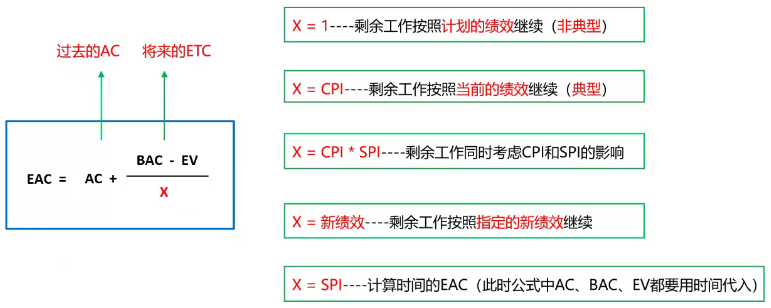 过去的AC 将来的ETC
EAC = AC + BAC - EV
X
X = 1----剩余工作按照计划的绩效继续（非典型）
X = CPI----剩余工作按照当前的绩效继续（典型）
X = CPI * SPI----剩余工作同时考虑CPI和SPI的影响
X = 新绩效----剩余工作按照指定的新绩效继续
X = SPI----计算时间的EAC（此时公式中AC、BAC、EV都要用时间代入）